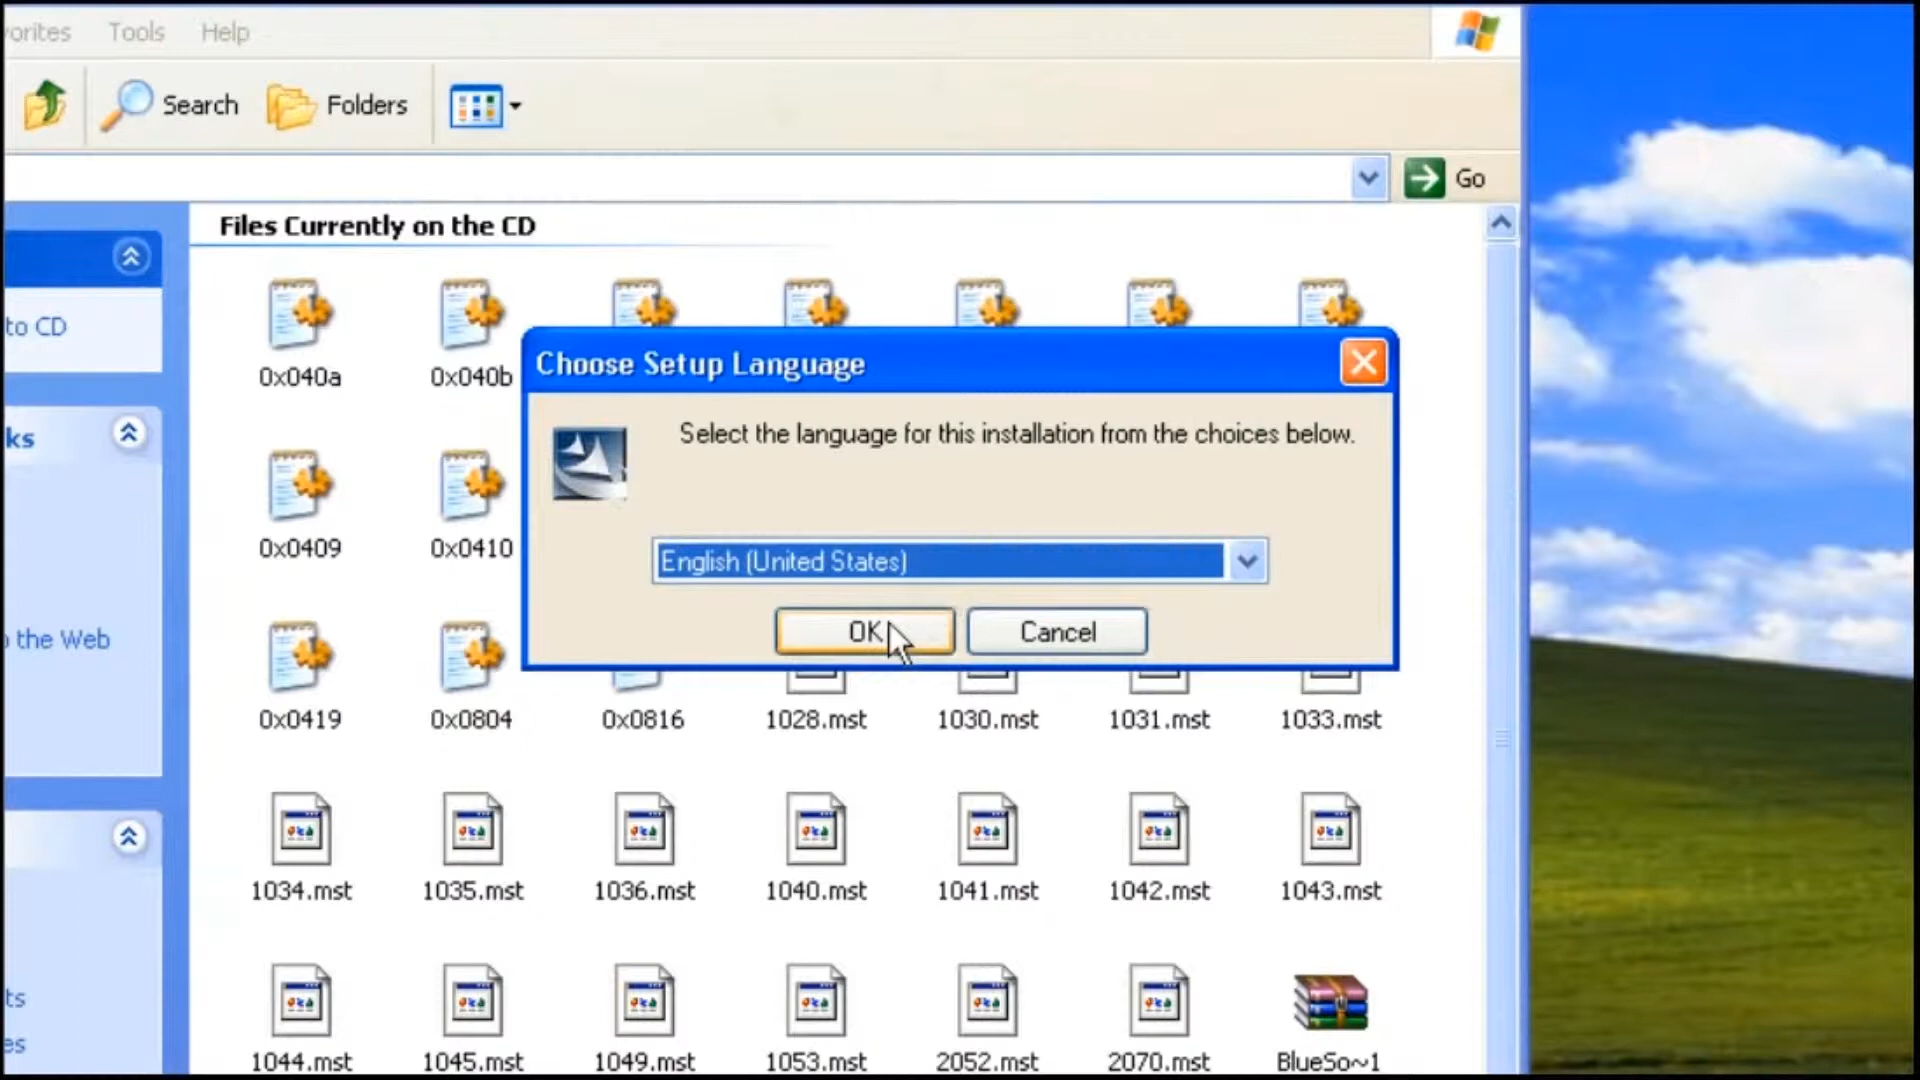 vorites Tools Help
Search Folders
Go
Files Currently on the CD
to CD
0x040a 0x040b
Choose Setup Language
Select the language for this installation from the choices below.
ks
0x0409 0x0410
English (United States)
OK Cancel
the Web
0x0419 0x0804 0x0816 1028.mst 1030.mst 1031.mst 1033.mst
1034.mst 1035.mst 1036.mst 1040.mst 1041.mst 1042.mst 1043.mst
ts
es
1044.mst 1045.mst 1049.mst 1053.mst 2052.mst 2070.mst BlueSo~1